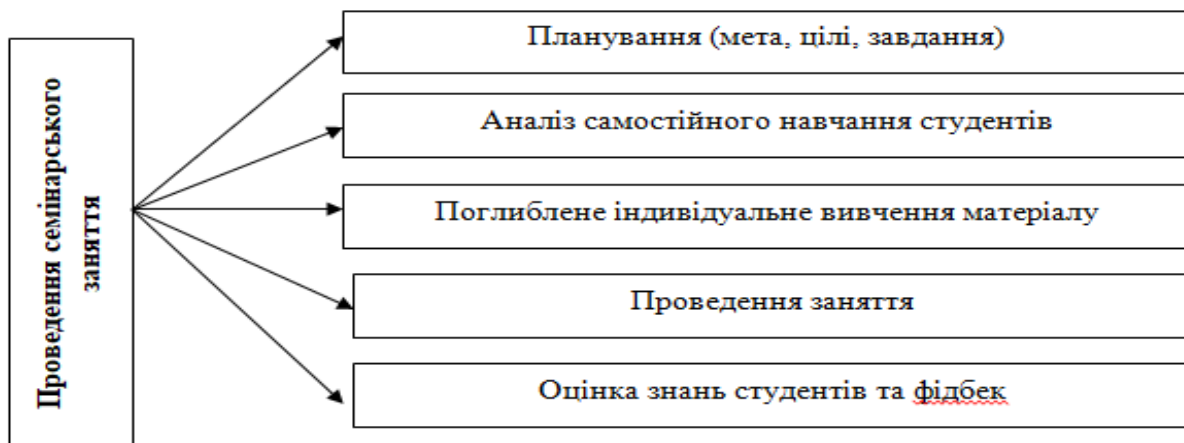 Проведення семінарського
заняття
Планування (мета, цілі, завдання)
Аналіз самостійного навчання студентів
Поглиблене індивідуальне вивчення матеріалу
Проведення заняття
Оцінка знань студентів та фідбек